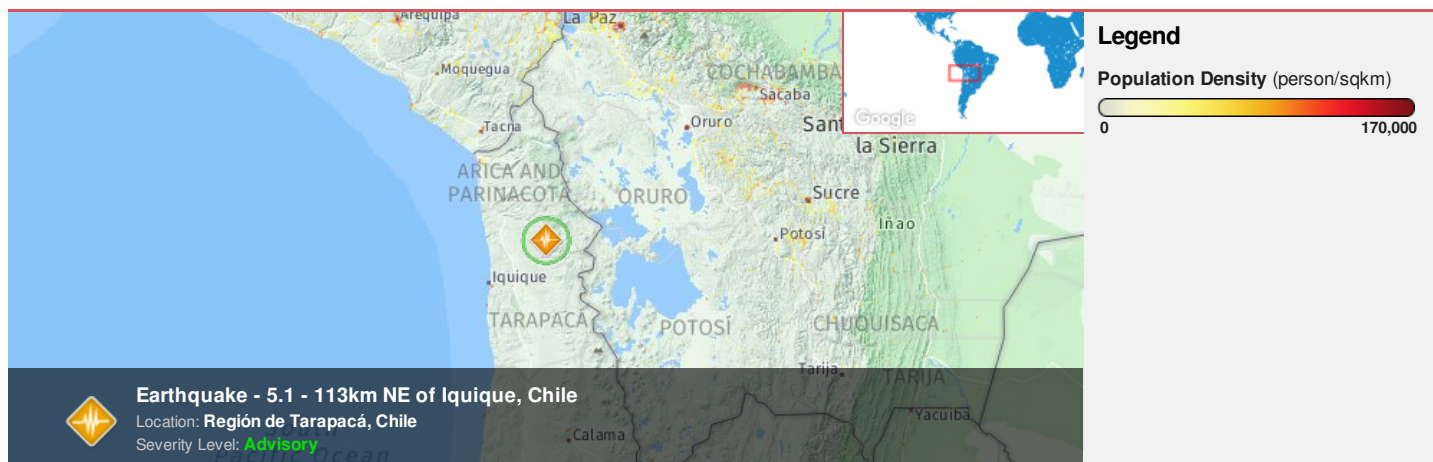 Arequipa
La Paz
Moquegua
COCHABAMBA
Sacaba
Tacna
Oruro
Google
la Sierra
ARICA AND
PARINACOTA
ORURO
Sucre
Iñao
Potosí
Iquique
TARAPACÁ
POTOSÍ
CHUQUISACA
Tarija
TARIJA
Yacuiba
Calama
Pacific Ocean
Earthquake - 5.1 - 113km NE of Iquique, Chile
Location: Región de Tarapacá, Chile
Severity Level: Advisory
Legend
Population Density (person/sqkm)
0 170,000